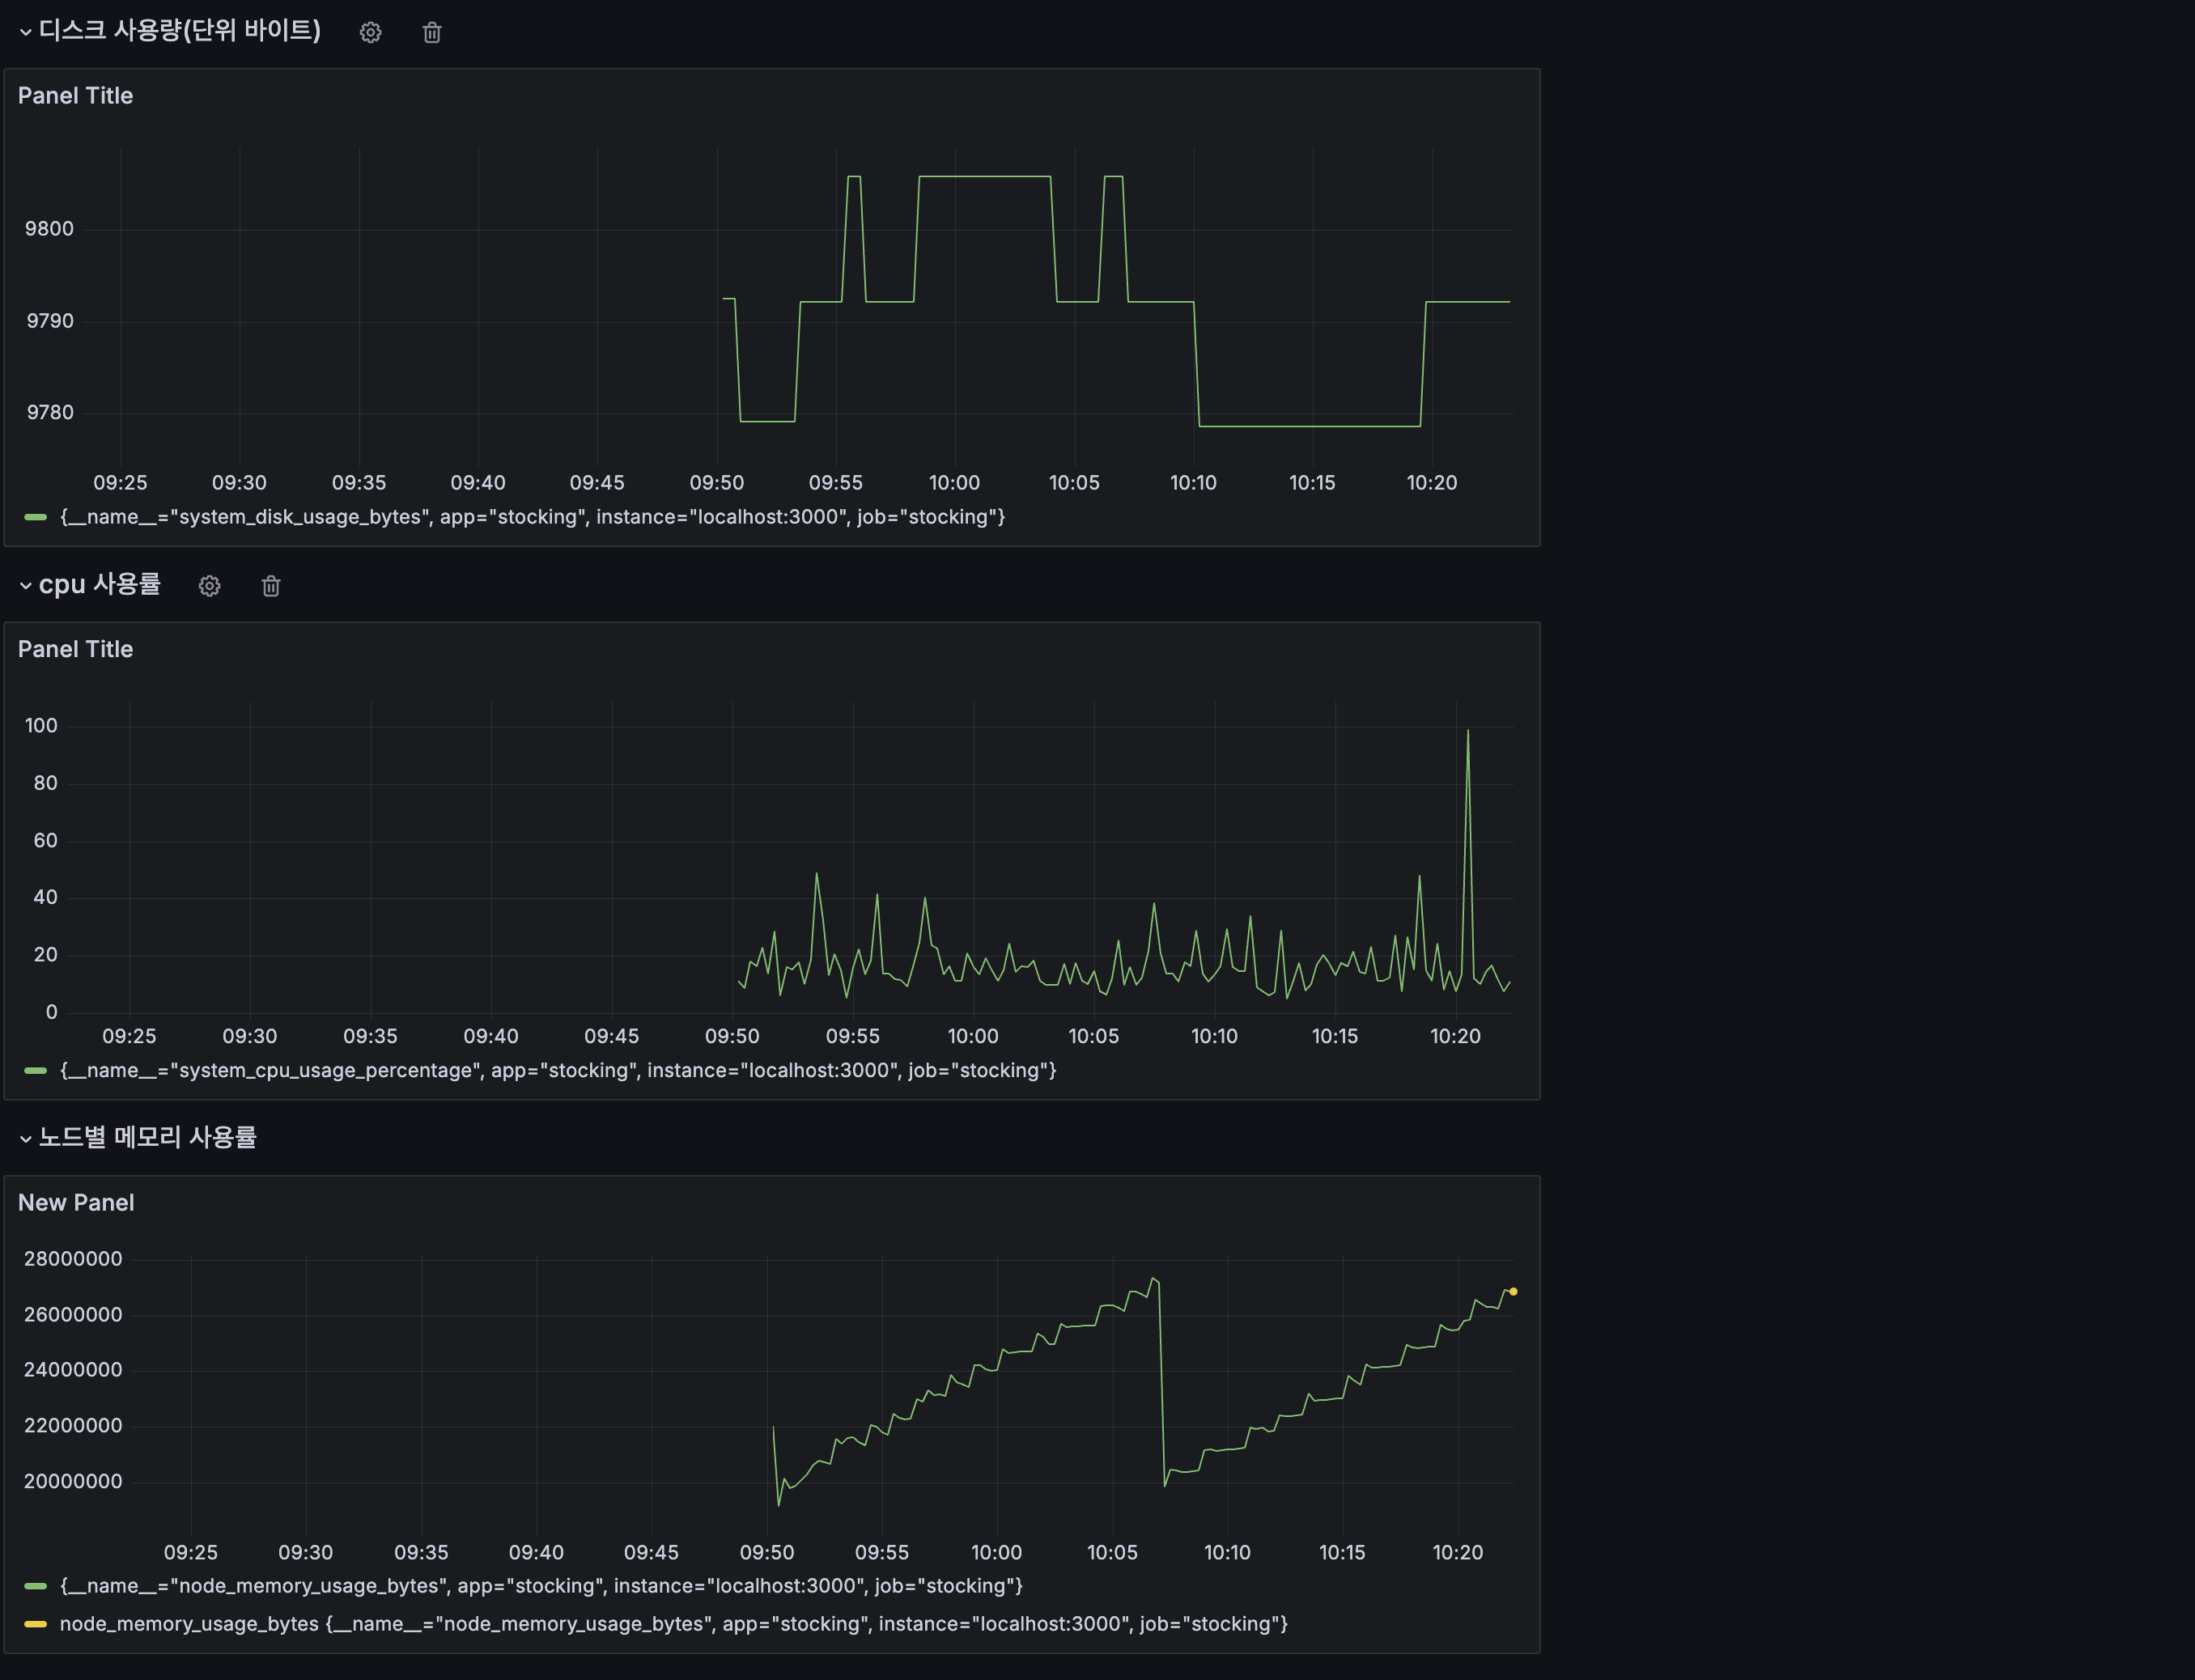 디스크 사용량(단위 바이트)
Panel Title
9800
9790
9780
09:25 09:30 09:35 09:40 09:45 09:50 09:55 10:00 10:05 10:10 10:15 10:20
{__name__="system_disk_usage_bytes", app="stocking", instance="localhost:3000", job="stocking"}
cpu 사용률
Panel Title
100
80
60
40
20
0
09:25 09:30 09:35 09:40 09:45 09:50 09:55 10:00 10:05 10:10 10:15 10:20
{__name__="system_cpu_usage_percentage", app="stocking", instance="localhost:3000", job="stocking"}
노드별 메모리 사용률
New Panel
28000000
26000000
24000000
22000000
20000000
09:25 09:30 09:35 09:40 09:45 09:50 09:55 10:00 10:05 10:10 10:15 10:20
{__name__="node_memory_usage_bytes", app="stocking", instance="localhost:3000", job="stocking"}
node_memory_usage_bytes {__name__="node_memory_usage_bytes", app="stocking", instance="localhost:3000", job="stocking"}